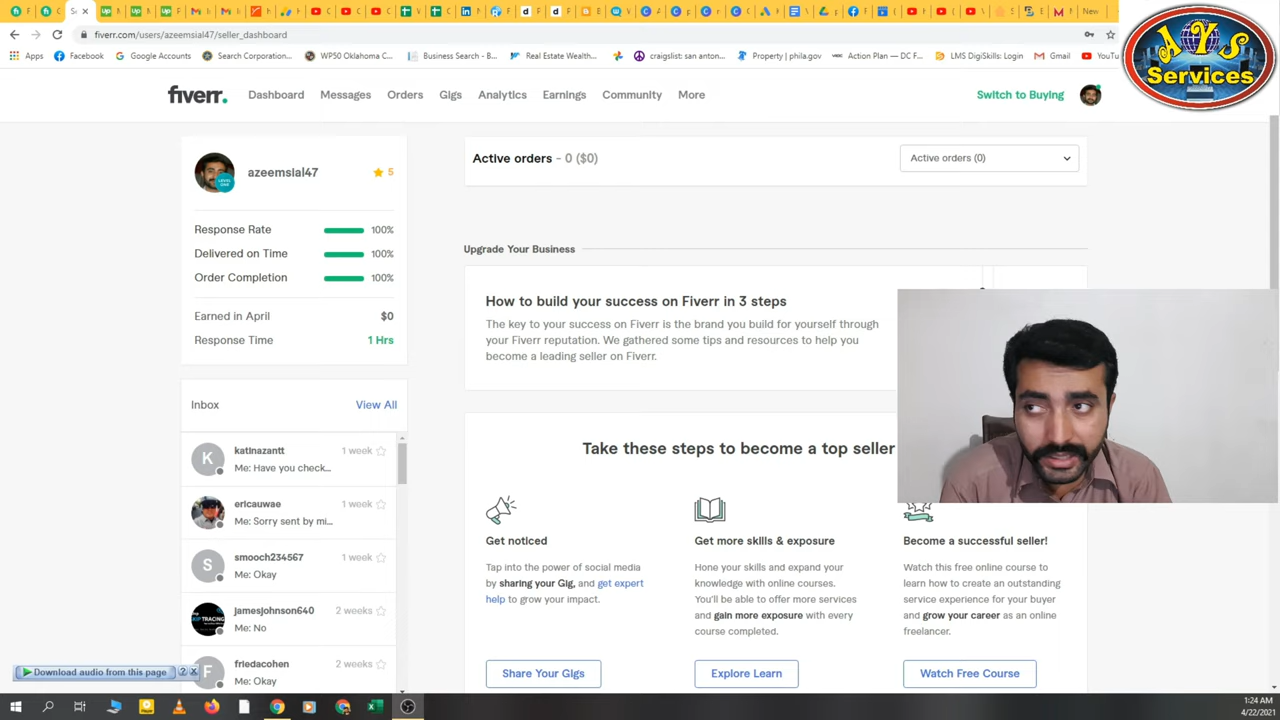 New
fiverr.com/users/azeemsial47/seller_dashboard
Apps
Facebook
Google Accounts
Search Corporation...
WP50 Oklahoma C...
Business Search - B...
Real Estate Wealth...
craigslist: san anton...
Property | phila.gov
Action Plan — DC F...
LMS DigiSkills: Login
Gmail
YouTu
AYS
Services
fiverr.
Dashboard
Messages
Orders
Gigs
Analytics
Earnings
Community
More
Switch to Buying
LEVEL ONE
azeemsial47
5
Response Rate 100%
Delivered on Time 100%
Order Completion 100%
Earned in April $0
Response Time 1 Hrs
Inbox View All
K
katinazantt 1 week
Me: Have you check...
ericauwae 1 week
Me: Sorry sent by mi...
S
smooch234567 1 week
Me: Okay
TRACING
jamesjohnson640 2 weeks
Me: No
F
friedacohen 2 weeks
Me: Okay
Active orders - 0 ($0)
Active orders (0)
Upgrade Your Business
How to build your success on Fiverr in 3 steps
The key to your success on Fiverr is the brand you build for yourself through
your Fiverr reputation. We gathered some tips and resources to help you
become a leading seller on Fiverr.
Take these steps to become a top seller
Get noticed
Tap into the power of social media
by sharing your Gig, and get expert
help to grow your impact.
Share Your Gigs
Get more skills & exposure
Hone your skills and expand your
knowledge with online courses.
You'll be able to offer more services
and gain more exposure with every
course completed.
Explore Learn
Become a successful seller!
Watch this free online course to
learn how to create an outstanding
service experience for your buyer
and grow your career as an online
freelancer.
Watch Free Course
Download audio from this page
?
X
1:24 AM
4/22/2021